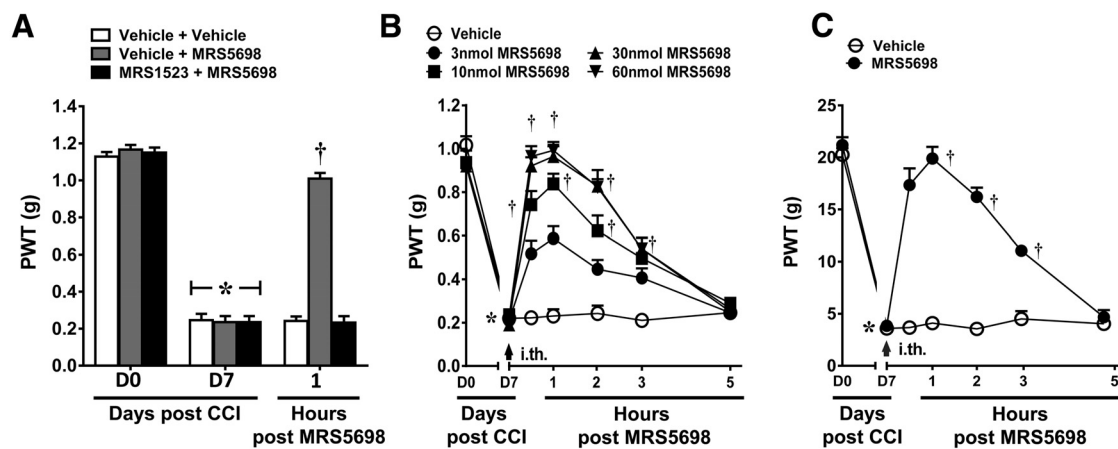 A
Vehicle + Vehicle
Vehicle + MRS5698
MRS1523 + MRS5698
PWT (g)
1.4
1.2
1.0
0.8
0.6
0.4
0.2
0.0
†
*
D0 D7 1
Days post CCI
Hours
post MRS5698
B
Vehicle
3nmol MRS5698 30nmol MRS5698
10nmol MRS5698 60nmol MRS5698
PWT (g)
1.2
1.0
0.8
0.6
0.4
0.2
0.0
† †
† †
†
†
†
*
i.th.
D0 D7 1 2 3 5
Days
post CCI
Hours
post MRS5698
C
Vehicle
MRS5698
PWT (g)
25
20
15
10
5
0
†
†
†
*
i.th.
D0 D7 1 2 3 5
Days
post CCI
Hours
post MRS5698